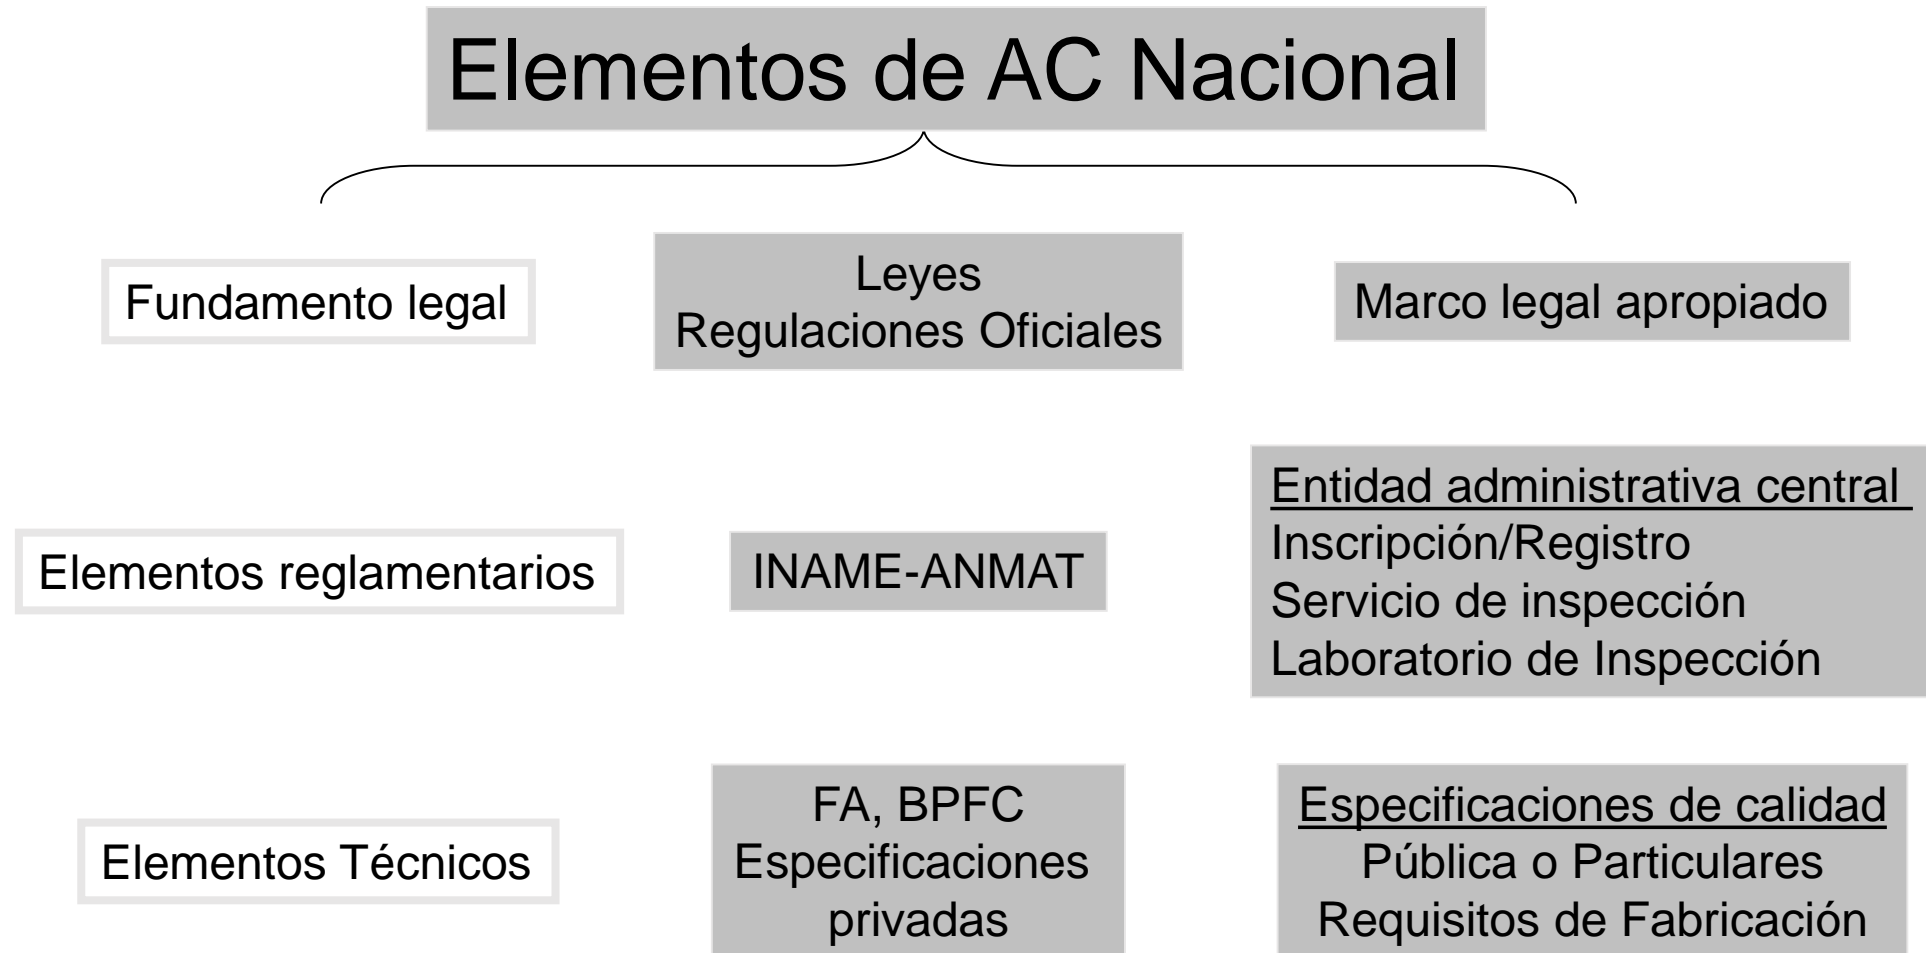 Elementos de AC Nacional
Fundamento legal
Leyes
Regulaciones Oficiales
Marco legal apropiado
Elementos reglamentarios
INAME-ANMAT
Entidad administrativa central
Inscripción/Registro
Servicio de inspección
Laboratorio de Inspección
Elementos Técnicos
FA, BPFC
Especificaciones
privadas
Especificaciones de calidad
Pública o Particulares
Requisitos de Fabricación